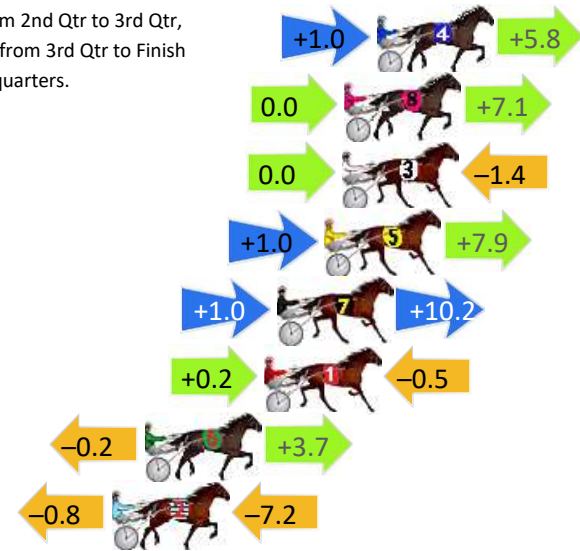 m 2nd Qtr to 3rd Qtr,
from 3rd Qtr to Finish
quarters.
+1.0 4 +5.8
0.0 8 +7.1
0.0 3 –1.4
+1.0 5 +7.9
+1.0 7 +10.2
+0.2 1 –0.5
–0.2 6 +3.7
–0.8 2 –7.2